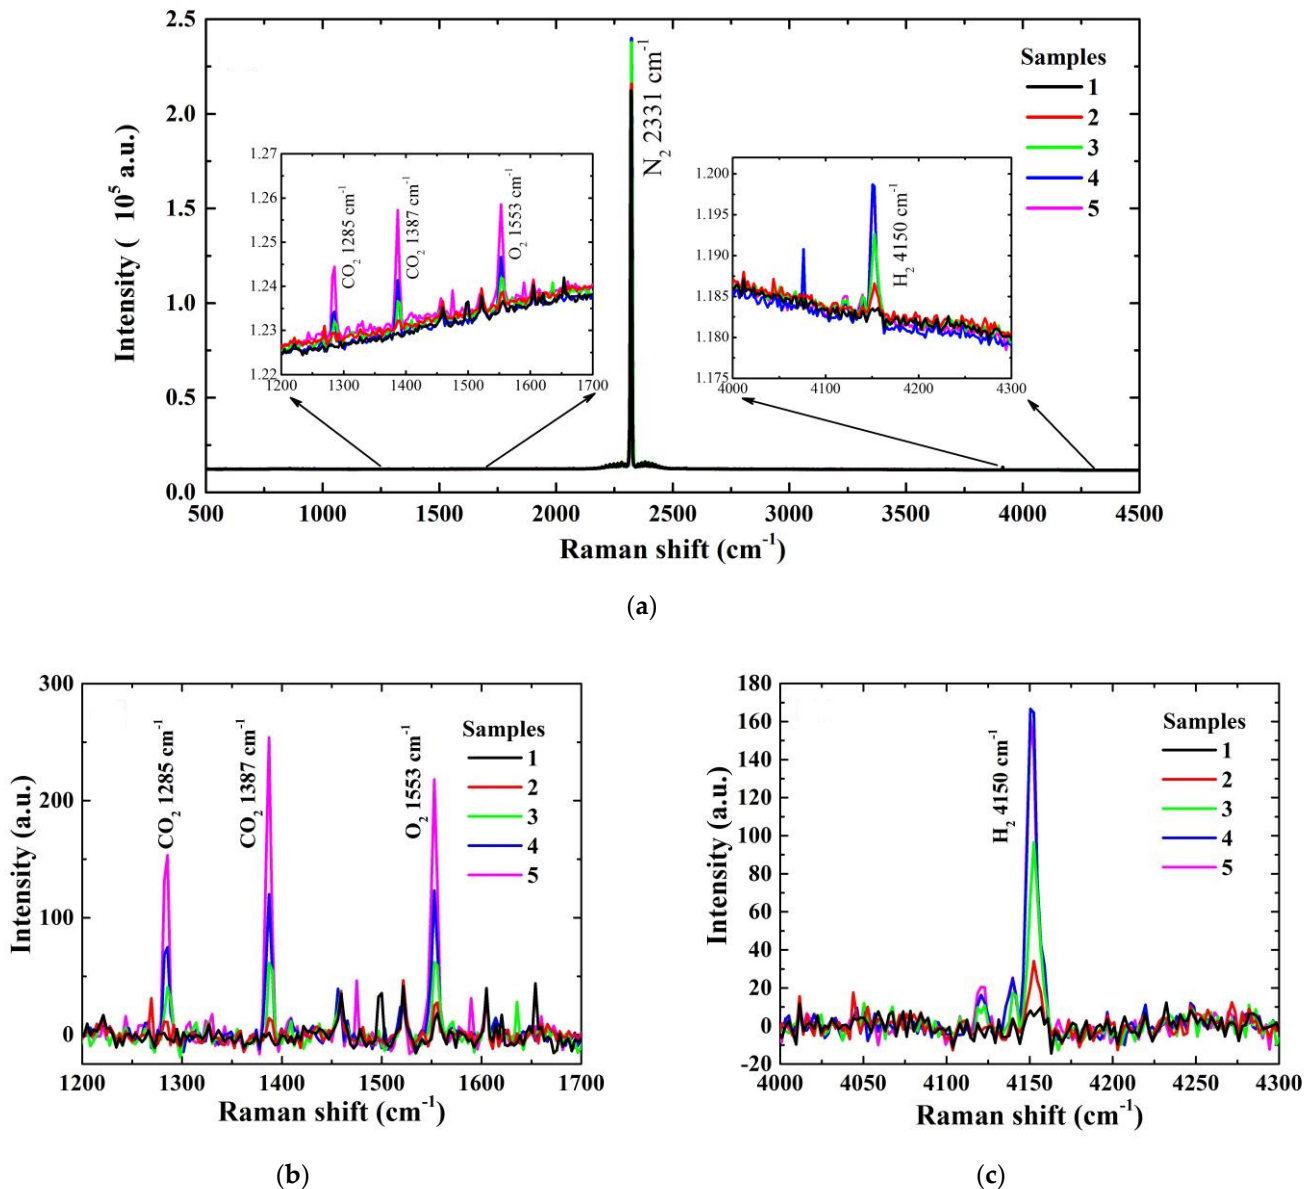 2.5
2.0
1.5
1.0
0.5
0.0
Intensity ( 10⁵ a.u.)
500 1000 1500 2000 2500 3000 3500 4000 4500
Raman shift (cm⁻¹)
N₂ 2331 cm⁻¹
Samples
1
2
3
4
5
1.27
1.26
1.25
1.24
1.23
1.22
1200 1300 1400 1500 1600 1700
CO₂ 1285 cm⁻¹
CO₂ 1387 cm⁻¹
O₂ 1553 cm⁻¹
1.200
1.195
1.190
1.185
1.180
1.175
4000 4100 4200 4300
H₂ 4150 cm⁻¹
(a)
300
200
100
0
Intensity (a.u.)
CO₂ 1285 cm⁻¹
CO₂ 1387 cm⁻¹
O₂ 1553 cm⁻¹
Samples
1
2
3
4
5
1200 1300 1400 1500 1600 1700
Raman shift (cm⁻¹)
(b)
180
160
140
120
100
80
60
40
20
0
-20
Intensity (a.u.)
H₂ 4150 cm⁻¹
Samples
1
2
3
4
5
4000 4050 4100 4150 4200 4250 4300
Raman shift (cm⁻¹)
(c)